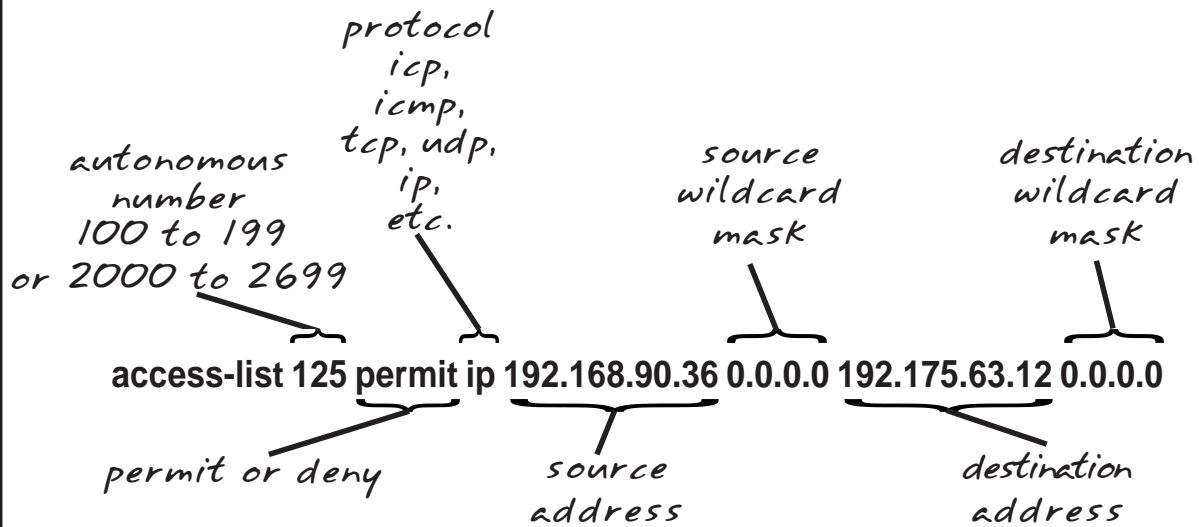 protocol
icp,
icmp,
tcp, udp,
ip,
etc.
autonomous
number
100 to 199
or 2000 to 2699
source
wildcard
mask
destination
wildcard
mask
access-list 125 permit ip 192.168.90.36 0.0.0.0 192.175.63.12 0.0.0.0
permit or deny
source
address
destination
address